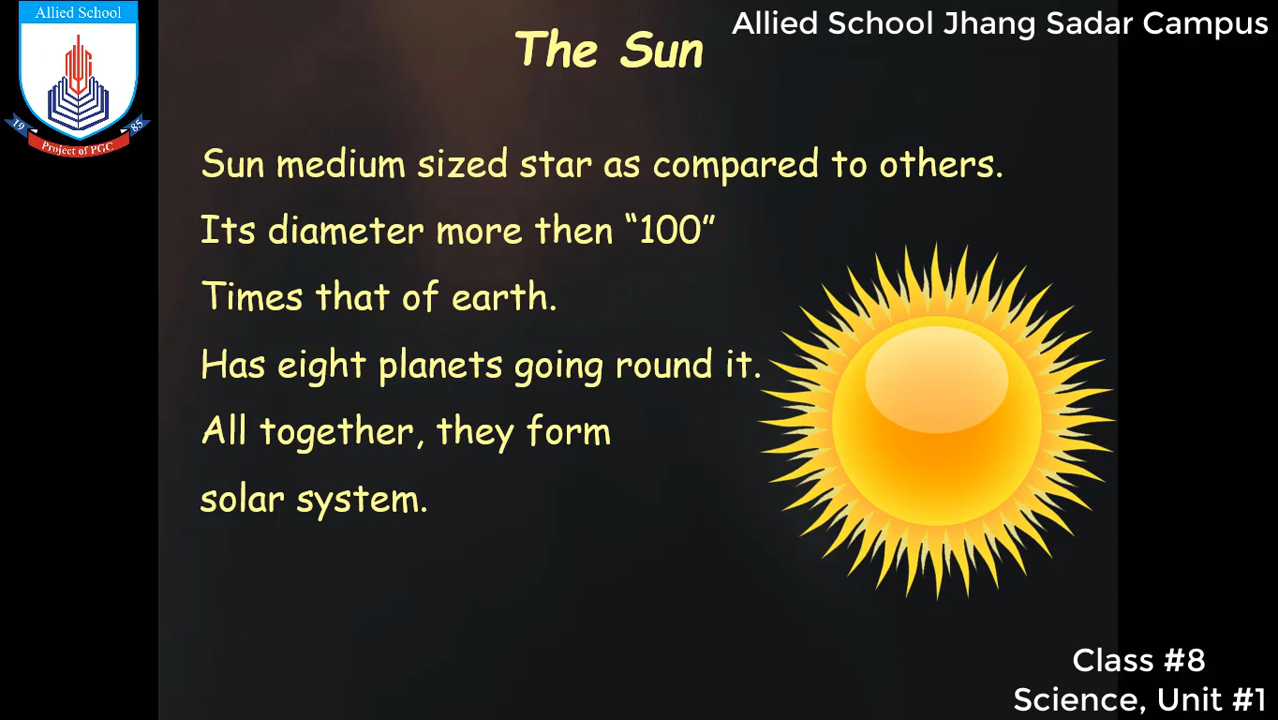 Allied School
19 85
Project of PGC
Allied School Jhang Sadar Campus
The Sun
Sun medium sized star as compared to others.
Its diameter more then “100”
Times that of earth.
Has eight planets going round it.
All together, they form
solar system.
Class #8
Science, Unit #1